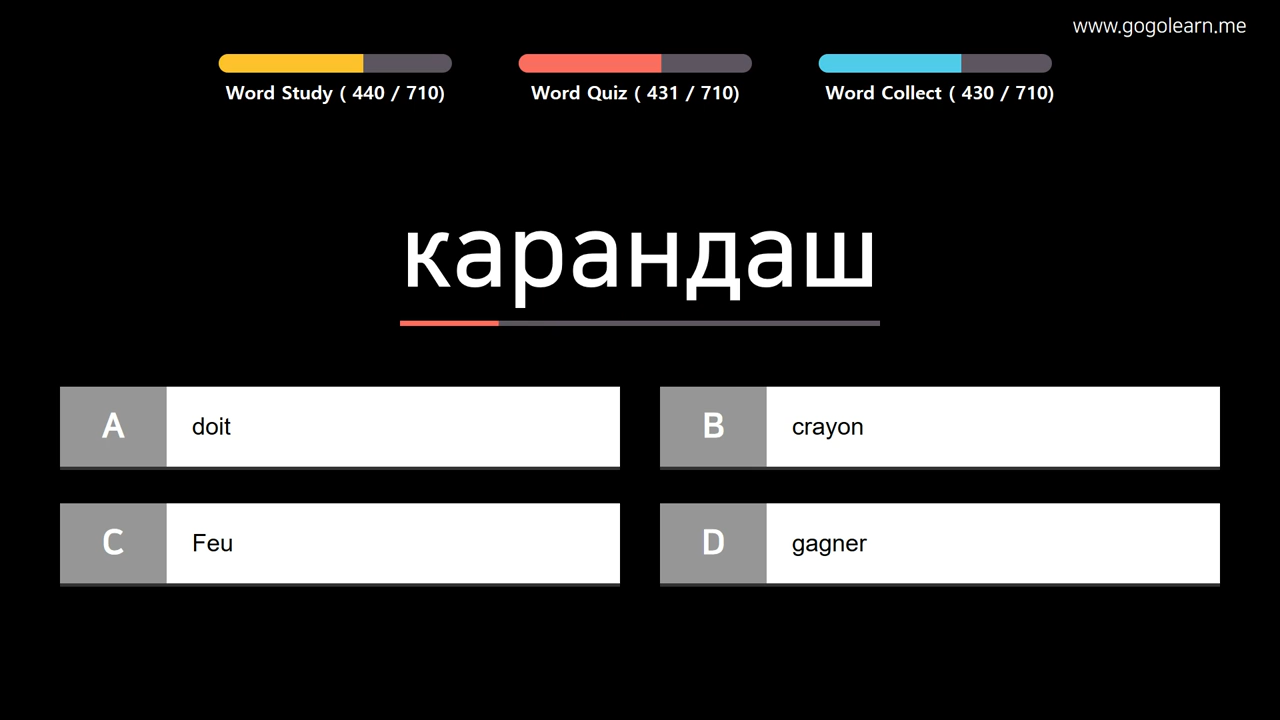 www.gogolearn.me
Word Study ( 440 / 710)
Word Quiz ( 431 / 710)
Word Collect ( 430 / 710)
карандаш
A
doit
B
crayon
C
Feu
D
gagner